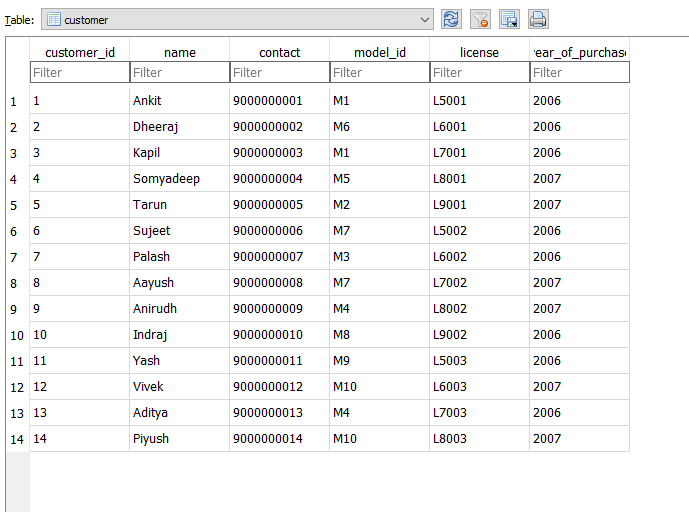 Table: customer
customer_id name contact model_id license year_of_purchase
Filter Filter Filter Filter Filter Filter
1 1 Ankit 9000000001 M1 L5001 2006
2 2 Dheeraj 9000000002 M6 L6001 2006
3 3 Kapil 9000000003 M1 L7001 2006
4 4 Somyadeep 9000000004 M5 L8001 2007
5 5 Tarun 9000000005 M2 L9001 2007
6 6 Sujeet 9000000006 M7 L5002 2006
7 7 Palash 9000000007 M3 L6002 2006
8 8 Aayush 9000000008 M7 L7002 2007
9 9 Anirudh 9000000009 M4 L8002 2007
10 10 Indraj 9000000010 M8 L9002 2006
11 11 Yash 9000000011 M9 L5003 2006
12 12 Vivek 9000000012 M10 L6003 2007
13 13 Aditya 9000000013 M4 L7003 2006
14 14 Piyush 9000000014 M10 L8003 2007